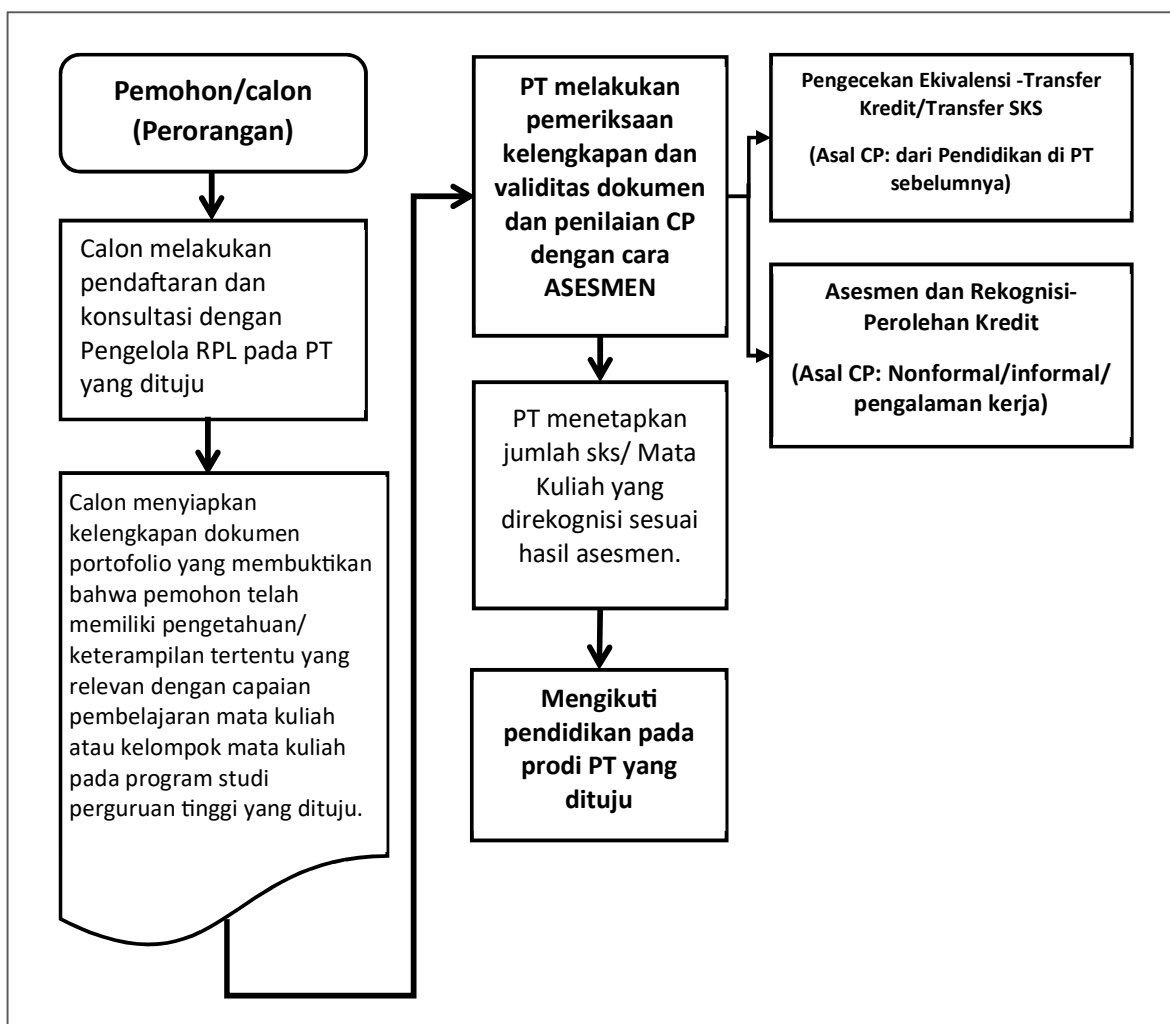 Pemohon/calon
(Perorangan)
Calon melakukan
pendaftaran dan
konsultasi dengan
Pengelola RPL pada PT
yang dituju
Calon menyiapkan
kelengkapan dokumen
portofolio yang membuktikan
bahwa pemohon telah
memiliki pengetahuan/
keterampilan tertentu yang
relevan dengan capaian
pembelajaran mata kuliah
atau kelompok mata kuliah
pada program studi
perguruan tinggi yang dituju.
PT melakukan
pemeriksaan
kelengkapan dan
validitas dokumen
dan penilaian CP
dengan cara
ASESMEN
Pengecekan Ekivalensi -Transfer
Kredit/Transfer SKS
(Asal CP: dari Pendidikan di PT
sebelumnya)
Asesmen dan Rekognisi-
Perolehan Kredit
(Asal CP: Nonformal/informal/
pengalaman kerja)
PT menetapkan
jumlah sks/ Mata
Kuliah yang
direkognisi sesuai
hasil asesmen.
Mengikuti
pendidikan pada
prodi PT yang
dituju